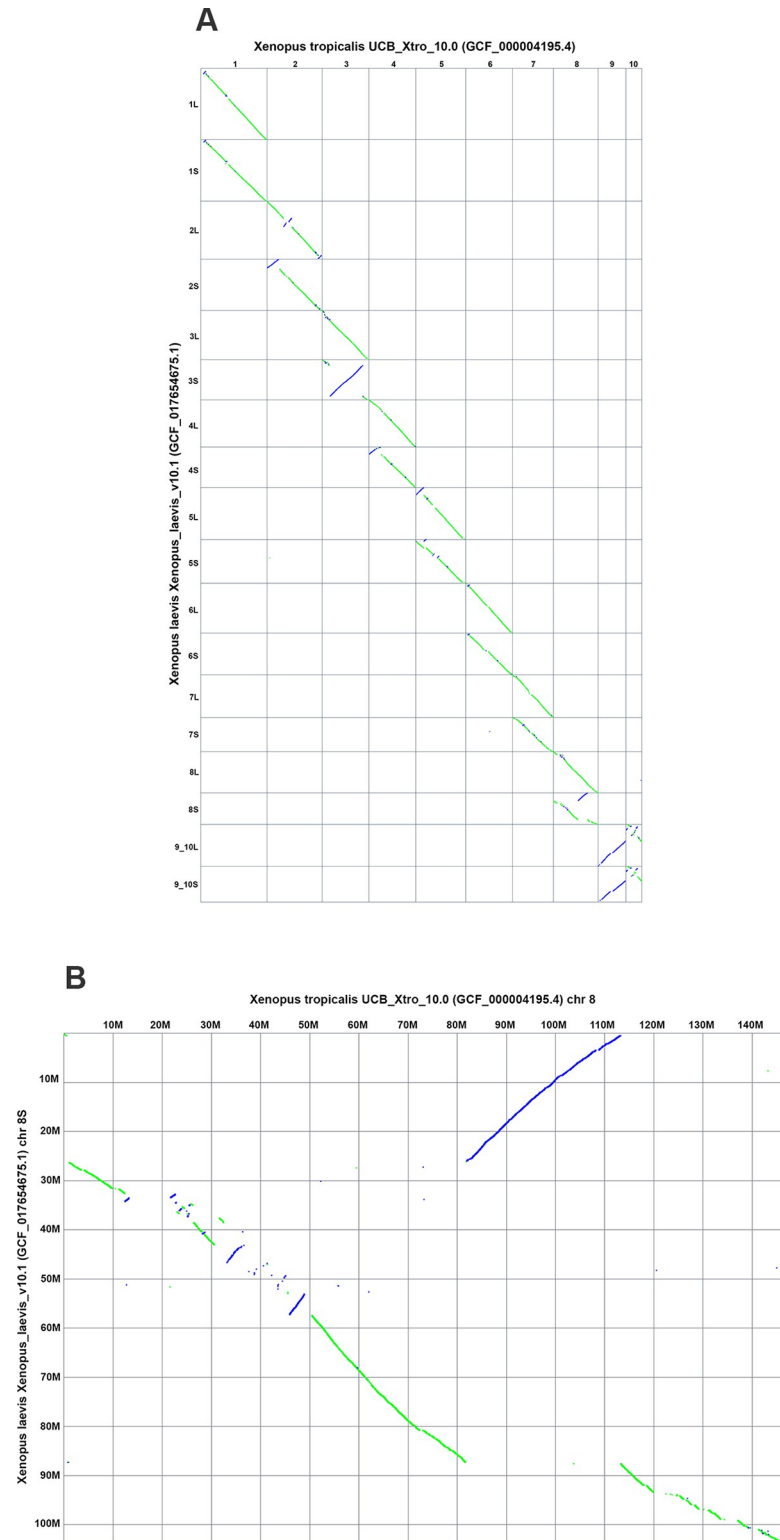 A
Xenopus tropicalis UCB_Xtro_10.0 (GCF_000004195.4)
1 2 3 4 5 6 7 8 9 10
Xenopus laevis Xenopus_laevis_v10.1 (GCF_017654675.1)
1L
1S
2L
2S
3L
3S
4L
4S
5L
5S
6L
6S
7L
7S
8L
8S
9_10L
9_10S
B
Xenopus tropicalis UCB_Xtro_10.0 (GCF_000004195.4) chr 8
10M 20M 30M 40M 50M 60M 70M 80M 90M 100M 110M 120M 130M 140M
Xenopus laevis Xenopus_laevis_v10.1 (GCF_017654675.1) chr 8S
10M
20M
30M
40M
50M
60M
70M
80M
90M
100M